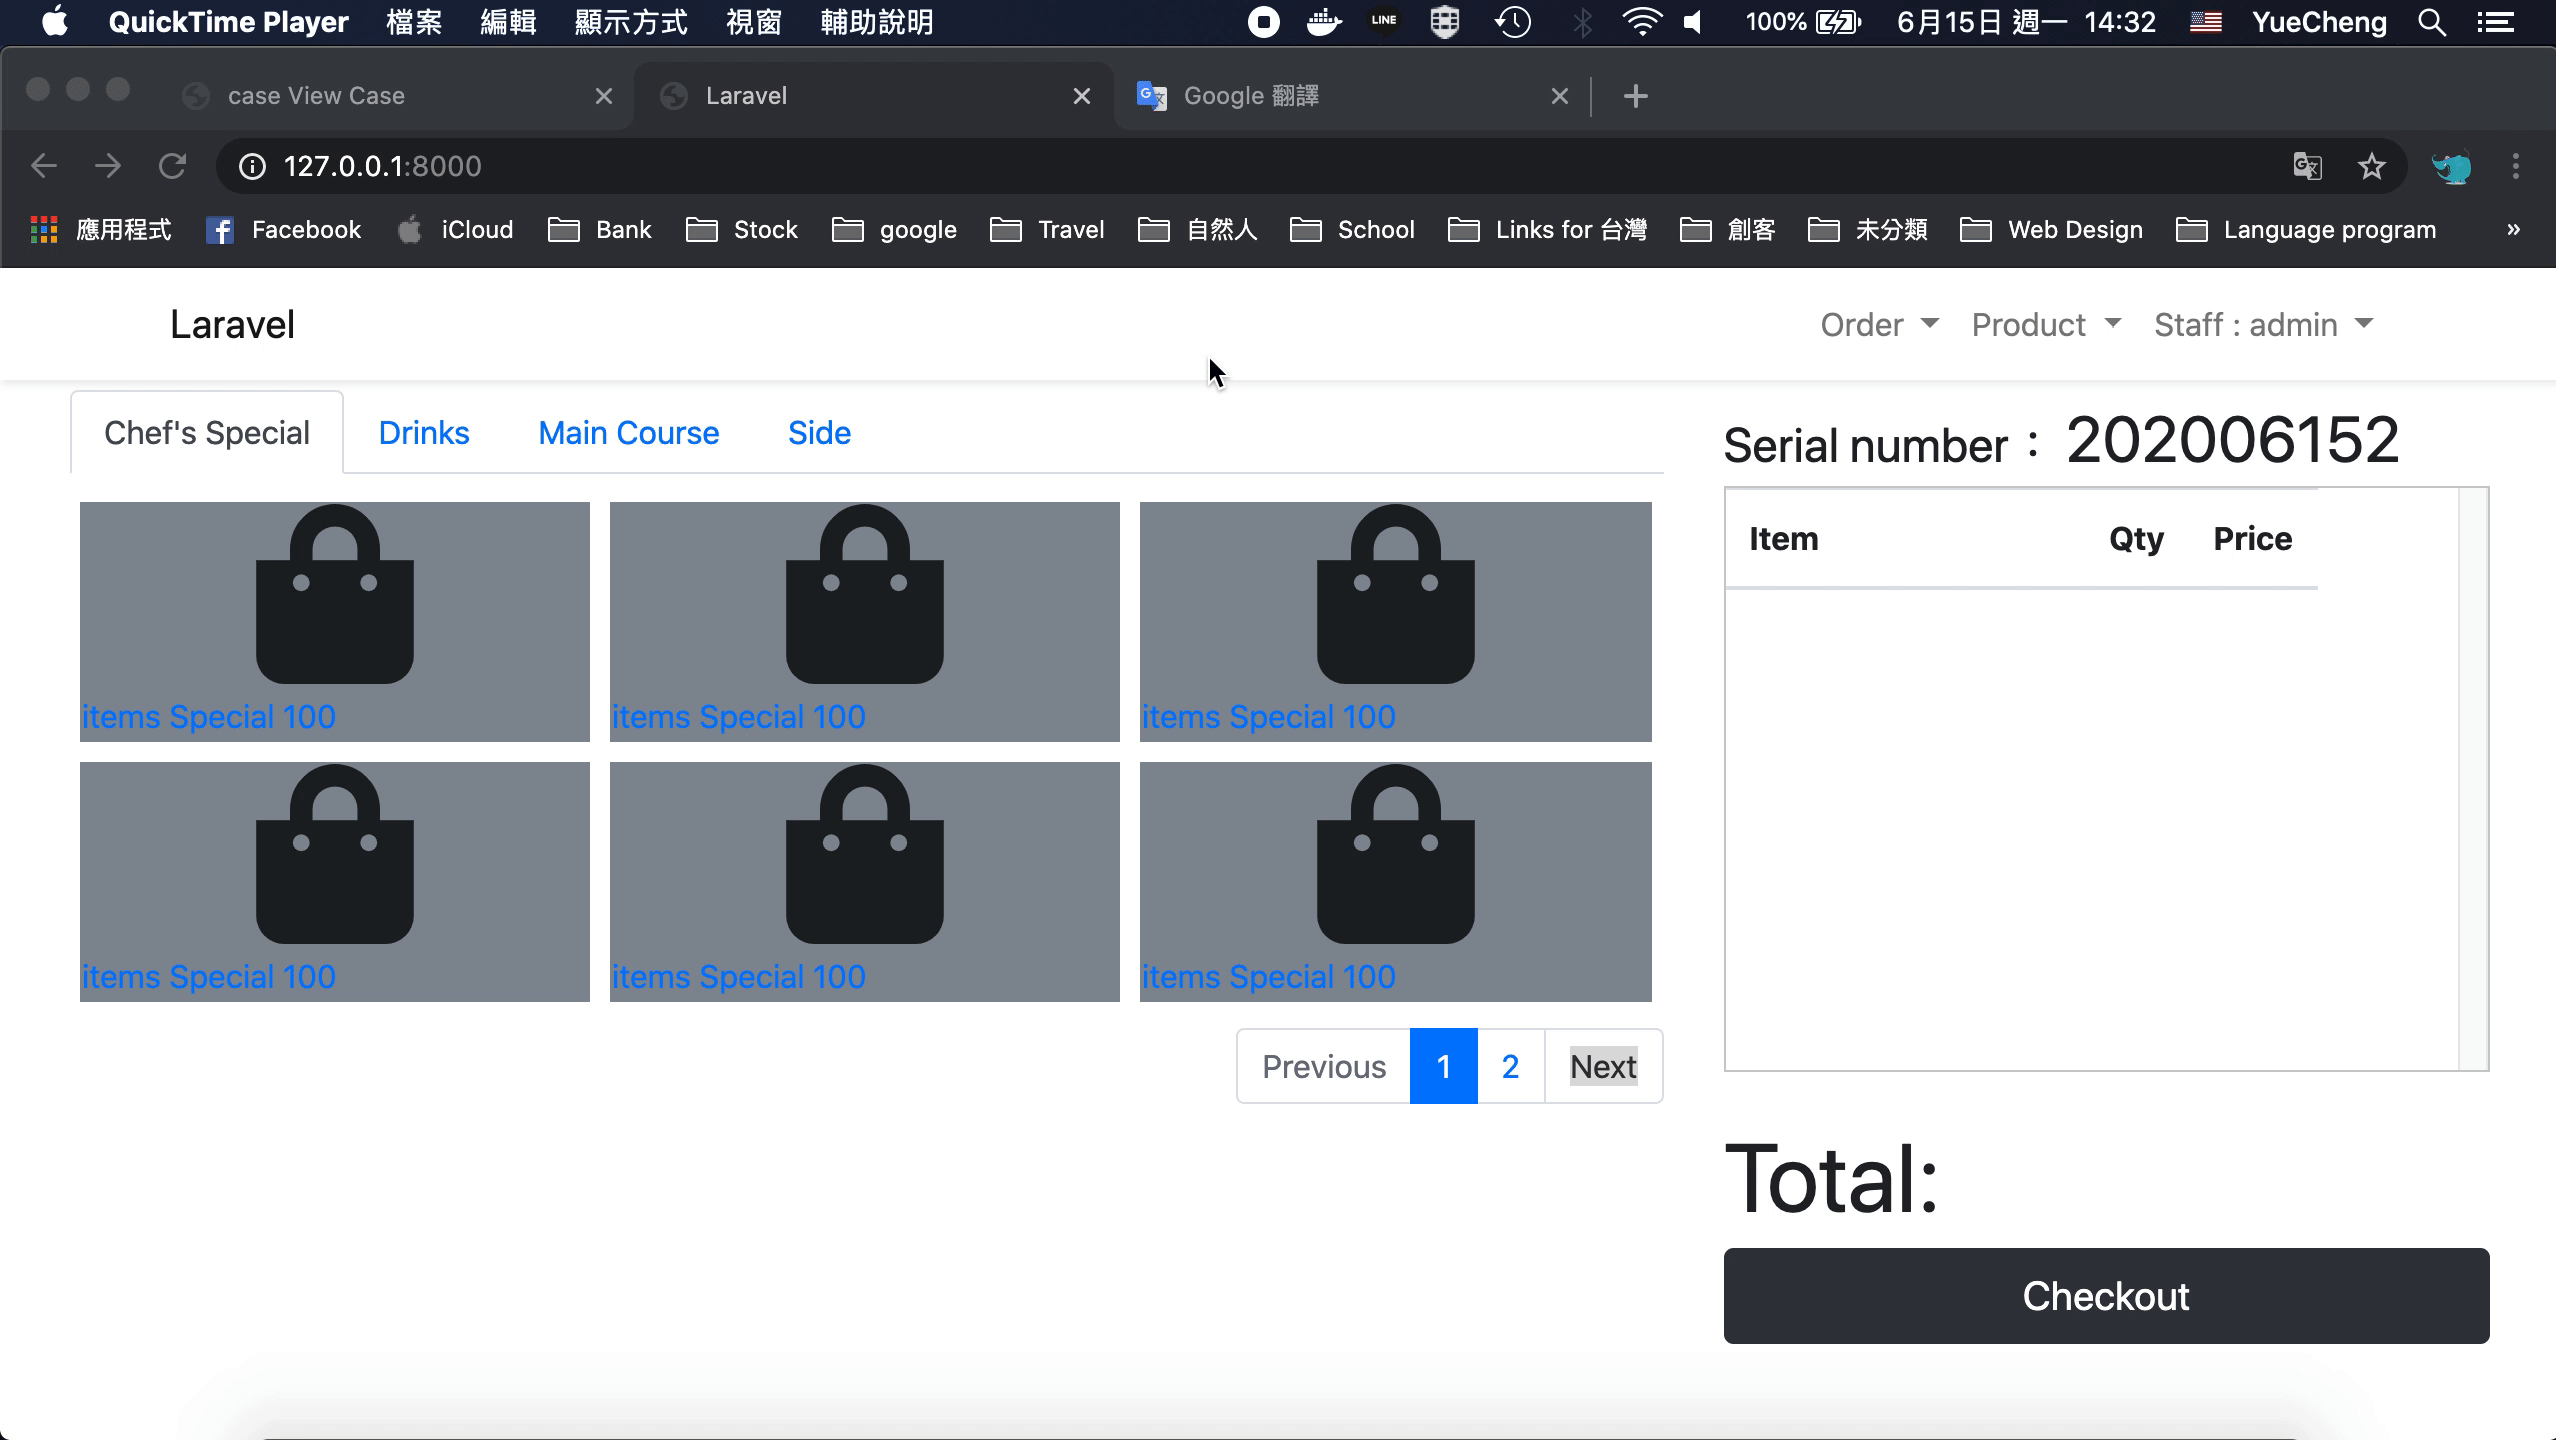 QuickTime Player 檔案 編輯 顯示方式 視窗 輔助說明 LINE 100% 6月15日 週一 14:32 YueCheng
case View Case Laravel Google 翻譯
127.0.0.1:8000
應用程式 Facebook iCloud Bank Stock google Travel 自然人 School Links for 台灣 創客 未分類 Web Design Language program »
Laravel Order Product Staff : admin
Chef's Special Drinks Main Course Side
Serial number : 202006152
Item Qty Price
items Special 100 items Special 100 items Special 100
items Special 100 items Special 100 items Special 100
Previous 1 2 Next
Total:
Checkout